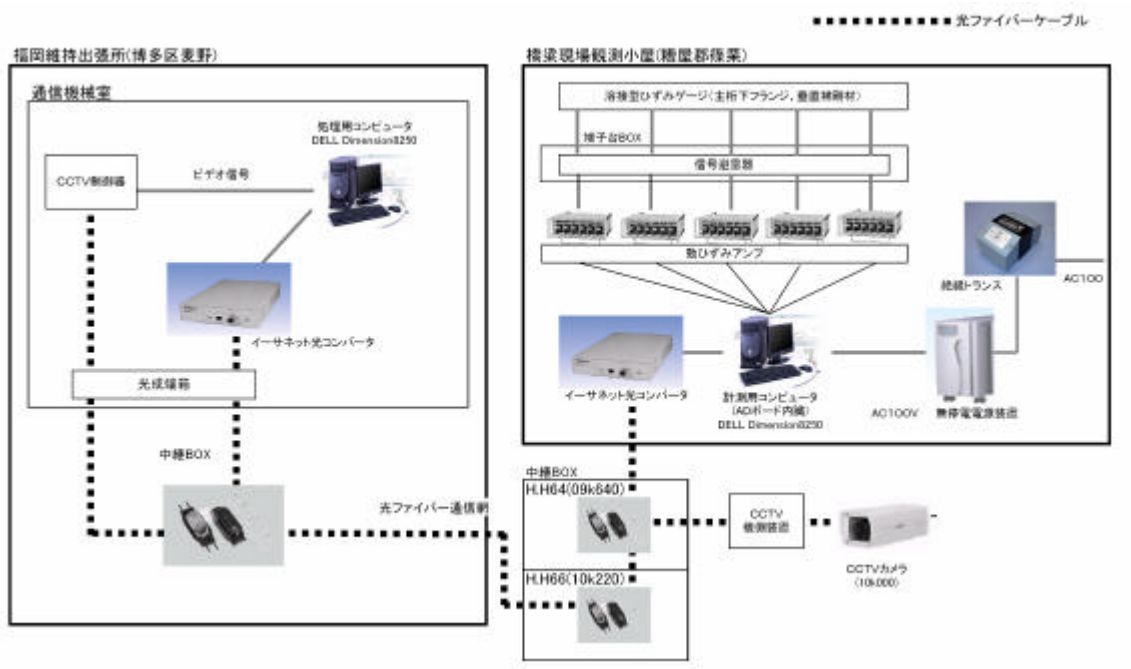 光ファイバーケーブル
福岡維持出張所(博多区麦野)
通信機械室
処理用コンピュータ
DELL Dimension8250
CCTV制御器
ビデオ信号
イーサネット光コンバータ
光成端箱
中継BOX
光ファイバー通信網
橋梁現場観測小屋(糟屋郡篠栗)
溶接型ひずみゲージ(主桁下フランジ,垂直補剛材)
端子台BOX
信号避雷器
動ひずみアンプ
絶縁トランス
AC100
イーサネット光コンバータ
計測用コンピュータ
(ADボード内蔵)
DELL Dimension8250
AC100V
無停電電源装置
中継BOX
H.H64(09k640)
CCTV
機側装置
CCTVカメラ
(10k000)
H.H66(10k220)